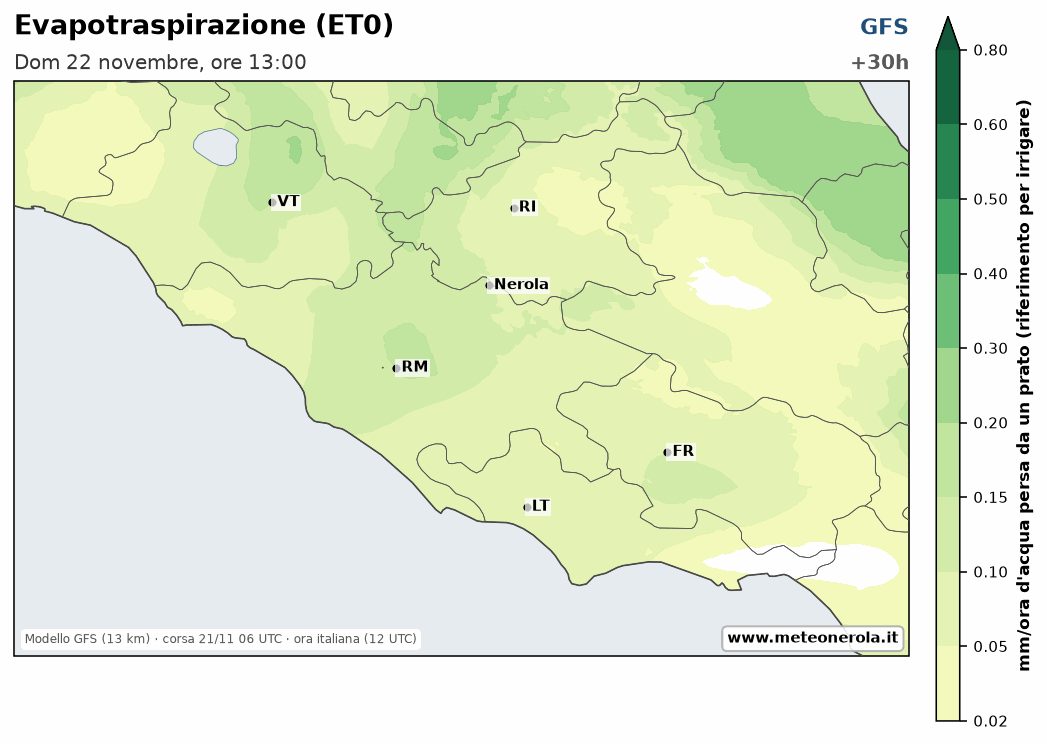 Evapotraspirazione (ET0)
GFS
Dom 22 novembre, ore 13:00
+30h
VT
RI
Nerola
RM
FR
LT
Modello GFS (13 km) · corsa 21/11 06 UTC · ora italiana (12 UTC)
www.meteonerola.it
0.80
0.60
0.50
0.40
0.30
0.20
0.15
0.10
0.05
0.02
mm/ora d'acqua persa da un prato (riferimento per irrigare)